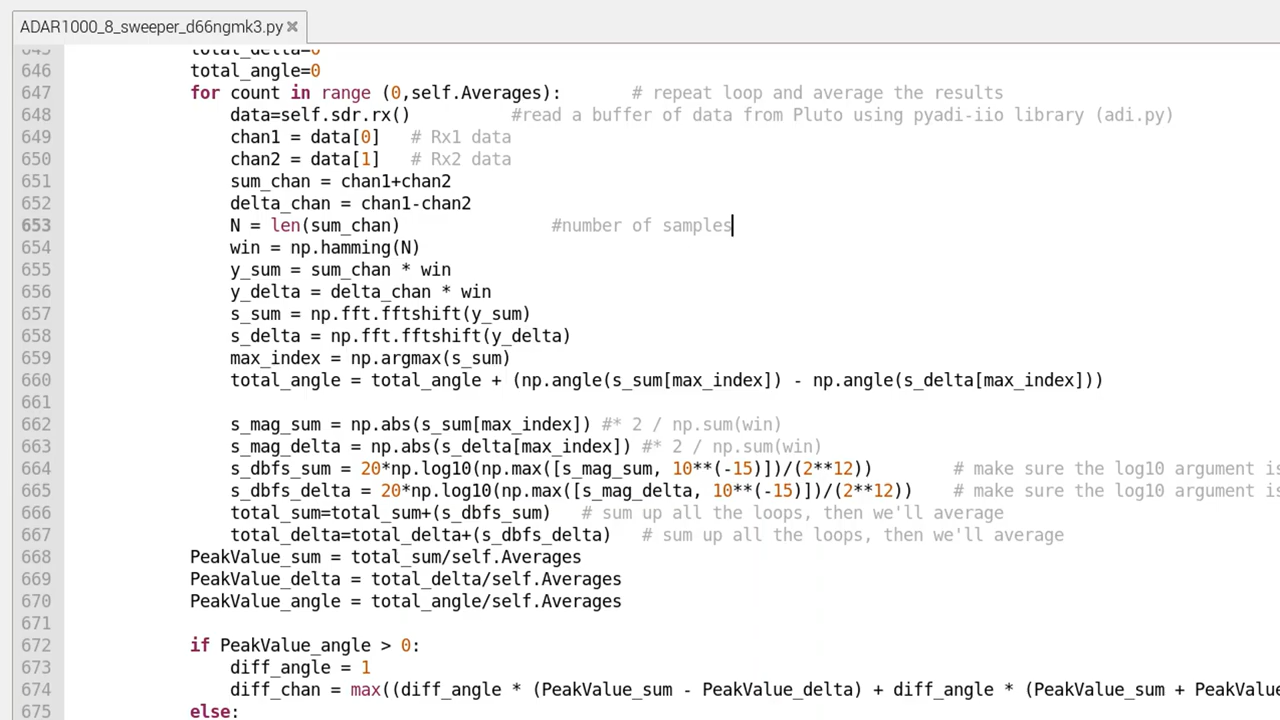 ADAR1000_8_sweeper_d66ngmk3.py
645 total_delta=0
646 total_angle=0
647 for count in range (0,self.Averages): # repeat loop and average the results
648 data=self.sdr.rx() #read a buffer of data from Pluto using pyadi-iio library (adi.py)
649 chan1 = data[0] # Rx1 data
650 chan2 = data[1] # Rx2 data
651 sum_chan = chan1+chan2
652 delta_chan = chan1-chan2
653 N = len(sum_chan) #number of samples
654 win = np.hamming(N)
655 y_sum = sum_chan * win
656 y_delta = delta_chan * win
657 s_sum = np.fft.fftshift(y_sum)
658 s_delta = np.fft.fftshift(y_delta)
659 max_index = np.argmax(s_sum)
660 total_angle = total_angle + (np.angle(s_sum[max_index]) - np.angle(s_delta[max_index]))
661
662 s_mag_sum = np.abs(s_sum[max_index]) #* 2 / np.sum(win)
663 s_mag_delta = np.abs(s_delta[max_index]) #* 2 / np.sum(win)
664 s_dbfs_sum = 20*np.log10(np.max([s_mag_sum, 10**(-15)])/(2**12)) # make sure the log10 argument is
665 s_dbfs_delta = 20*np.log10(np.max([s_mag_delta, 10**(-15)])/(2**12)) # make sure the log10 argument is
666 total_sum=total_sum+(s_dbfs_sum) # sum up all the loops, then we'll average
667 total_delta=total_delta+(s_dbfs_delta) # sum up all the loops, then we'll average
668 PeakValue_sum = total_sum/self.Averages
669 PeakValue_delta = total_delta/self.Averages
670 PeakValue_angle = total_angle/self.Averages
671
672 if PeakValue_angle > 0:
673 diff_angle = 1
674 diff_chan = max((diff_angle * (PeakValue_sum - PeakValue_delta) + diff_angle * (PeakValue_sum + PeakValue
675 else: